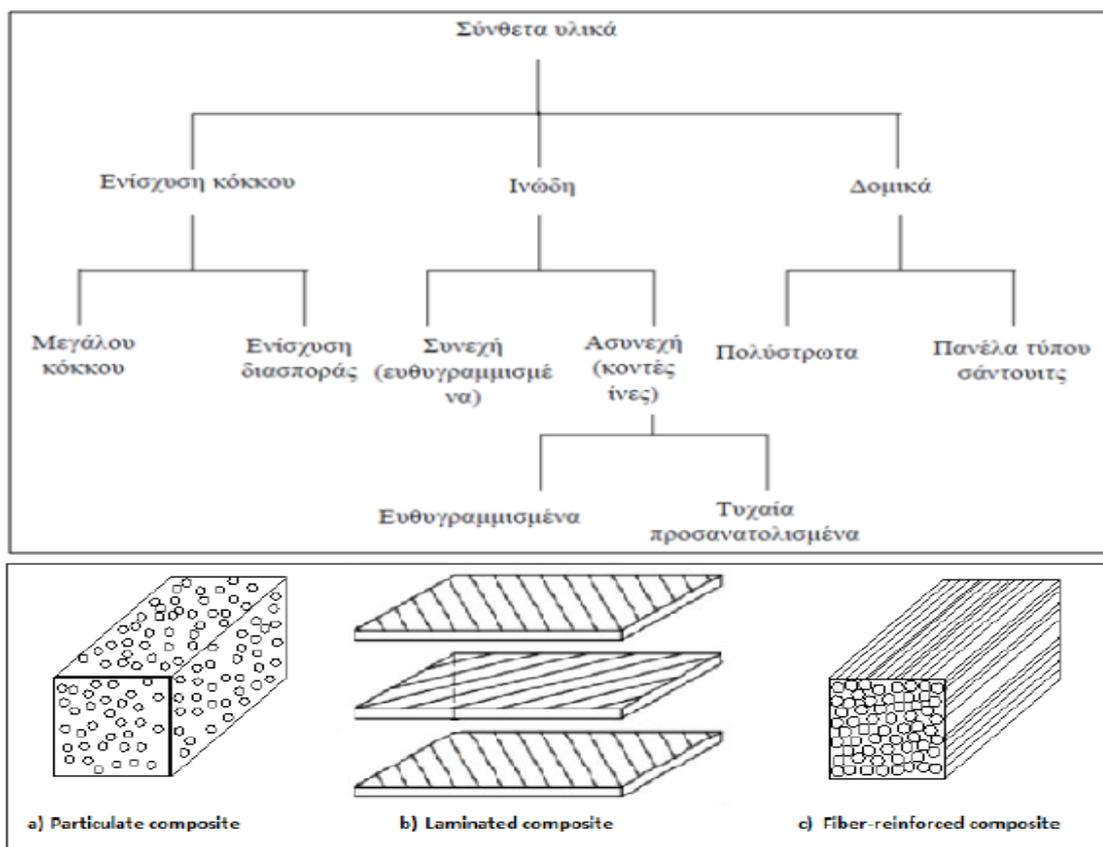 Σύνθετα υλικά
Ενίσχυση κόκκου
Ινώδη
Δομικά
Μεγάλου
κόκκου
Ενίσχυση
διασποράς
Συνεχή
(ευθυγραμμισμέ
να)
Ασυνεχή
(κοντές
ίνες)
Πολύστρωτα
Πανέλα τύπου
σάντουιτς
Ευθυγραμμισμένα
Τυχαία
προσανατολισμένα
a) Particulate composite
b) Laminated composite
c) Fiber-reinforced composite